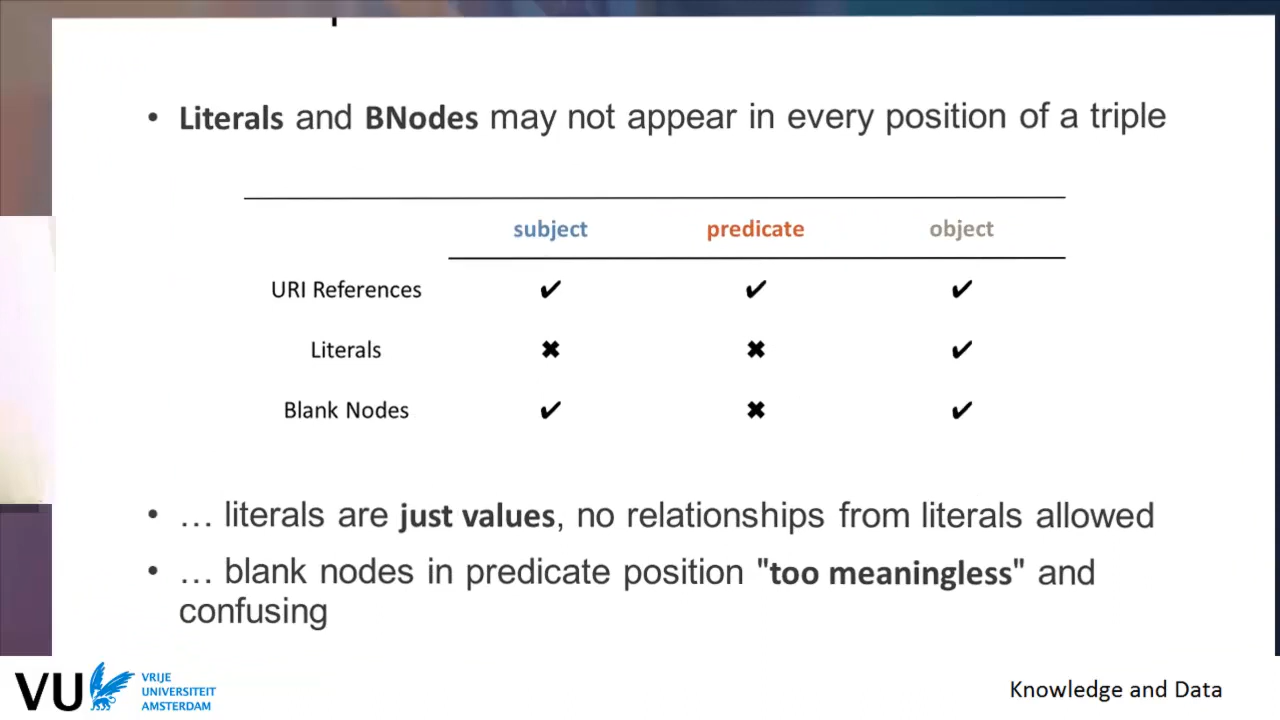 • Literals and BNodes may not appear in every position of a triple
subject predicate object
URI References ✔ ✔ ✔
Literals ✖ ✖ ✔
Blank Nodes ✔ ✖ ✔
• … literals are just values, no relationships from literals allowed
• … blank nodes in predicate position "too meaningless" and
confusing
VU VRIJE
UNIVERSITEIT
AMSTERDAM
Knowledge and Data